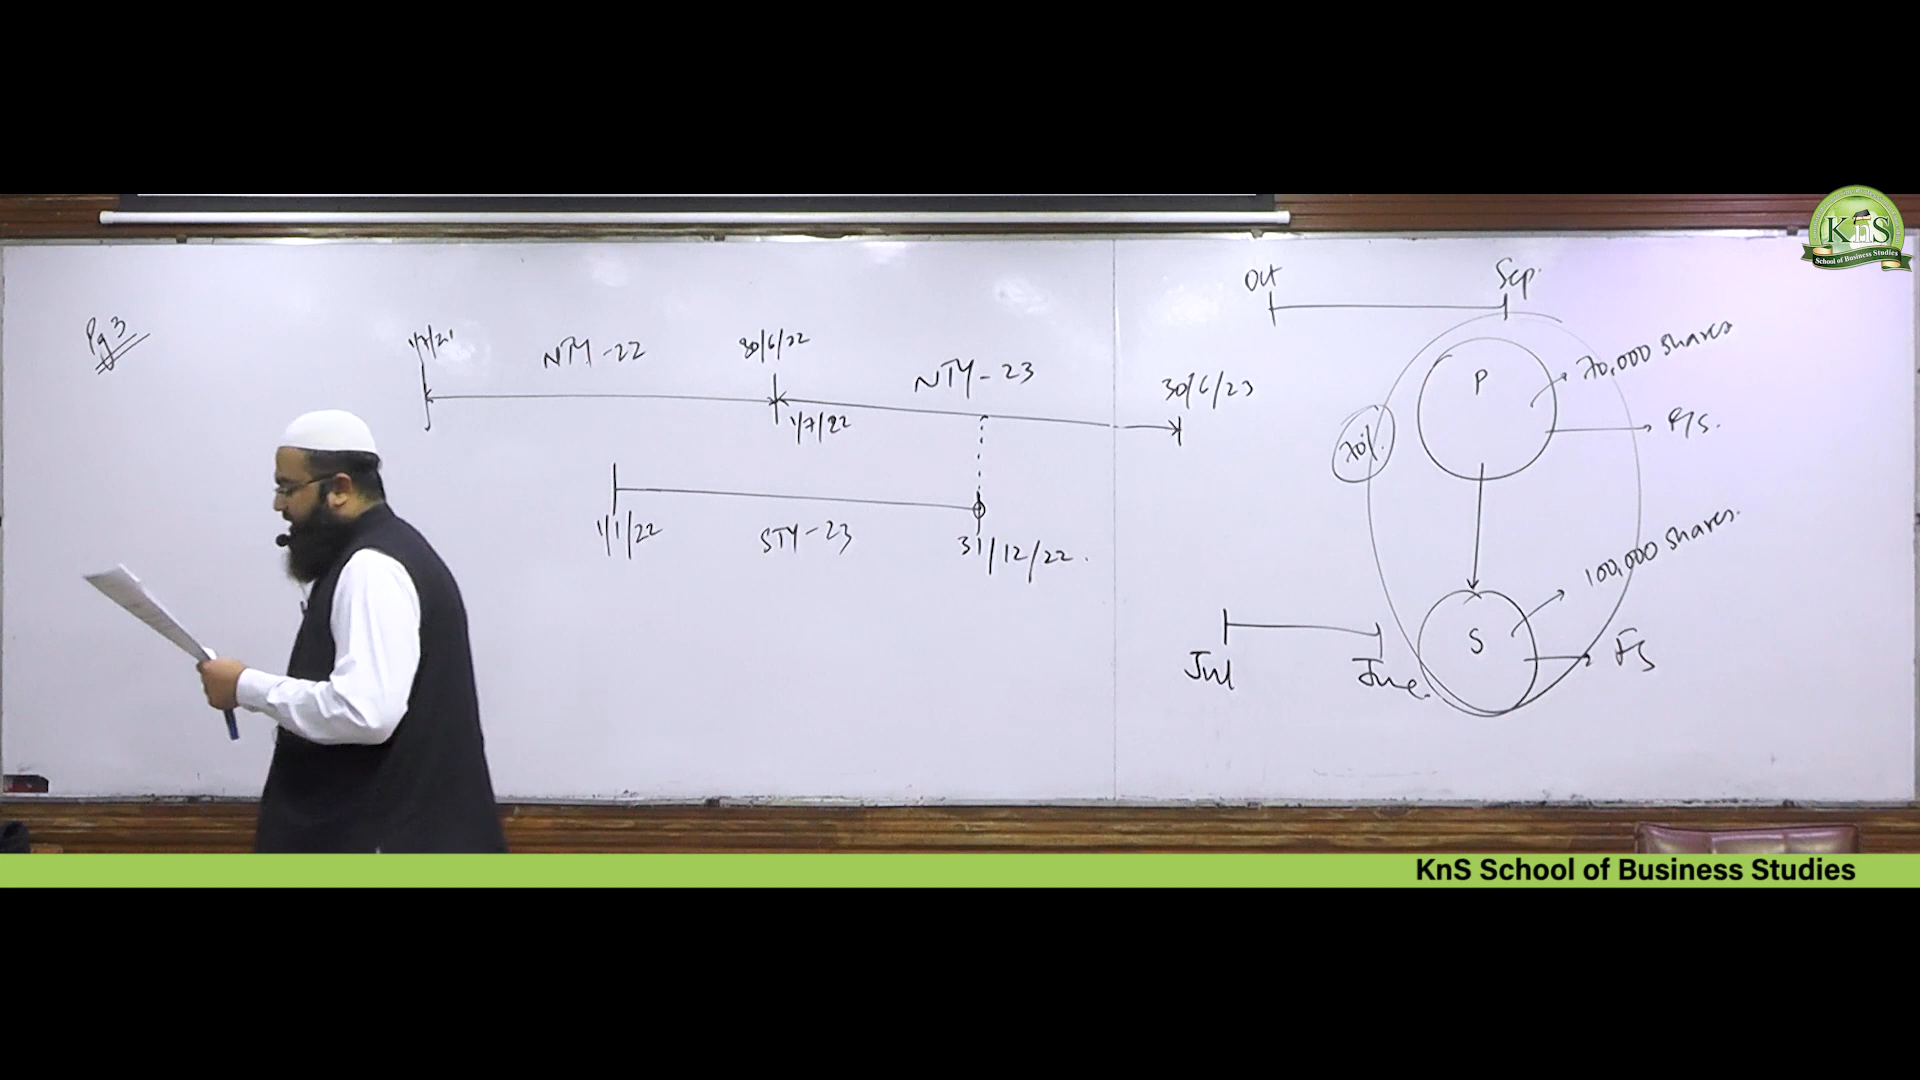 Pg 3
1/7/21
NTY-22
30/6/22
NTY-23
1/7/22
30/6/23
1/1/22
STY-23
31/12/22.
Oct
Sep.
P
70,000 shares
70%
S
100,000 shares.
FS
Jul
June.
KnS
School of Business Studies
KnS School of Business Studies